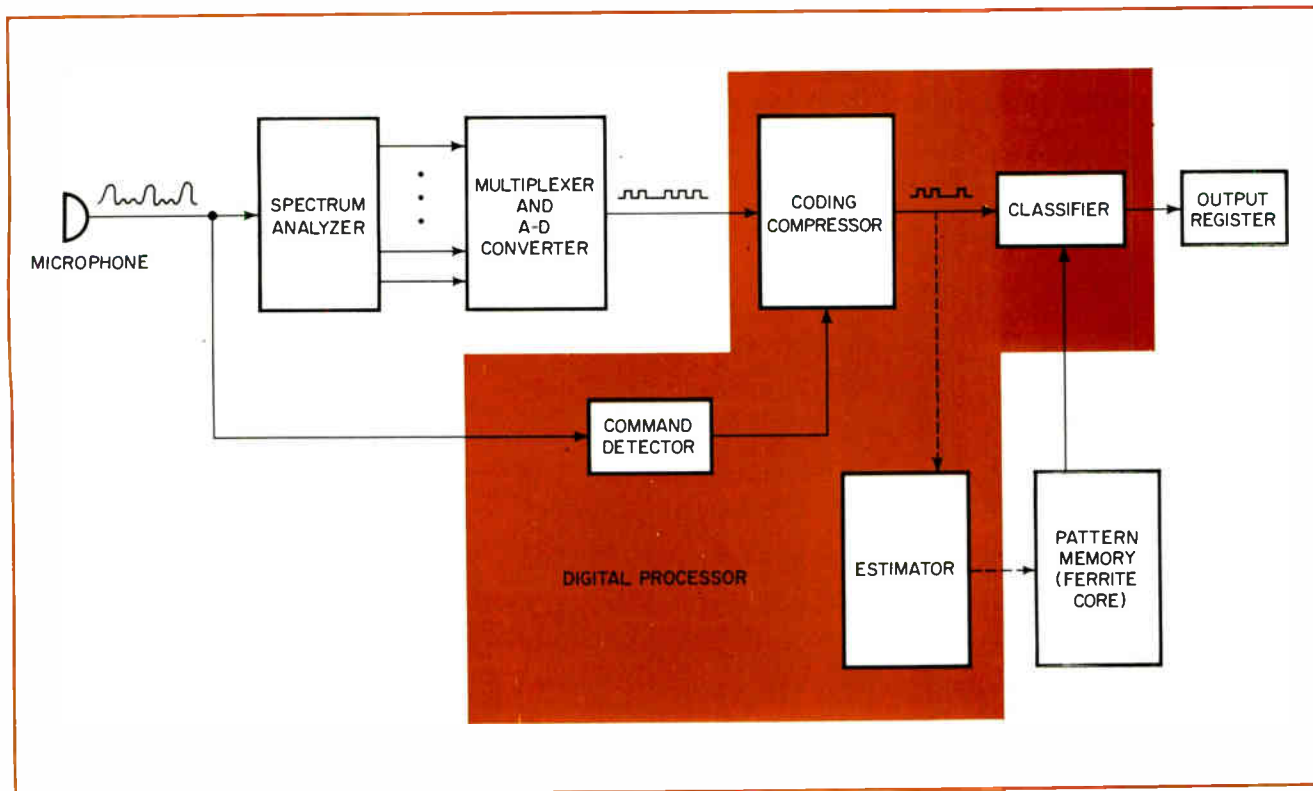 MICROPHONE
SPECTRUM
ANALYZER
MULTIPLEXER
AND
A-D
CONVERTER
CODING
COMPRESSOR
CLASSIFIER
OUTPUT
REGISTER
COMMAND
DETECTOR
DIGITAL PROCESSOR
ESTIMATOR
PATTERN
MEMORY
(FERRITE
CORE)